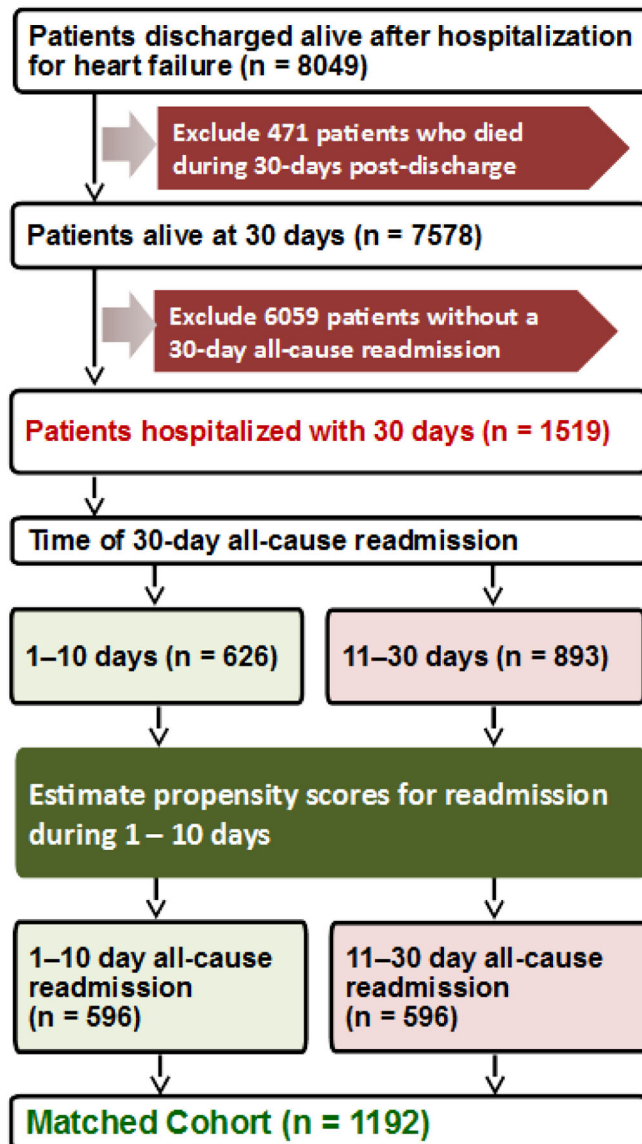 Patients discharged alive after hospitalization
for heart failure (n = 8049)
Exclude 471 patients who died
during 30-days post-discharge
Patients alive at 30 days (n = 7578)
Exclude 6059 patients without a
30-day all-cause readmission
Patients hospitalized with 30 days (n = 1519)
Time of 30-day all-cause readmission
1–10 days (n = 626)
11–30 days (n = 893)
Estimate propensity scores for readmission
during 1 – 10 days
1–10 day all-cause
readmission
(n = 596)
11–30 day all-cause
readmission
(n = 596)
Matched Cohort (n = 1192)